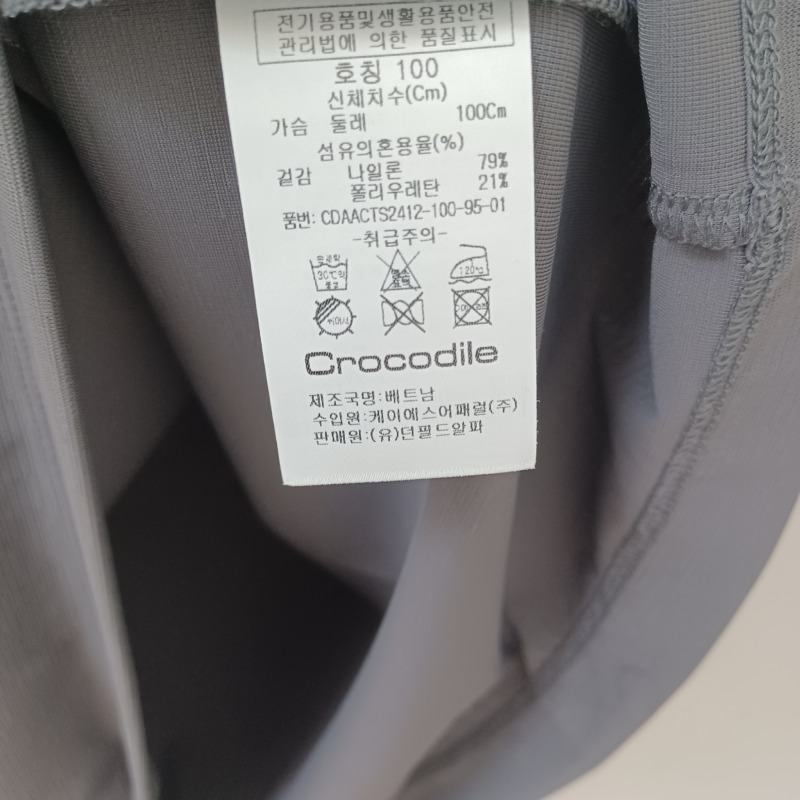 전기용품및생활용품안전
관리법에 의한 품질표시
호칭 100
신체치수(Cm)
가슴 둘레 100Cm
섬유의혼용율(%)
겉감 나일론 79%
폴리우레탄 21%
품번: CDAACTS2412-100-95-01
-취급주의-
30℃의 120℃
Crocodile
제조국명:베트남
수입원:케이에스어패럴(주)
판매원:(유)던필드알파